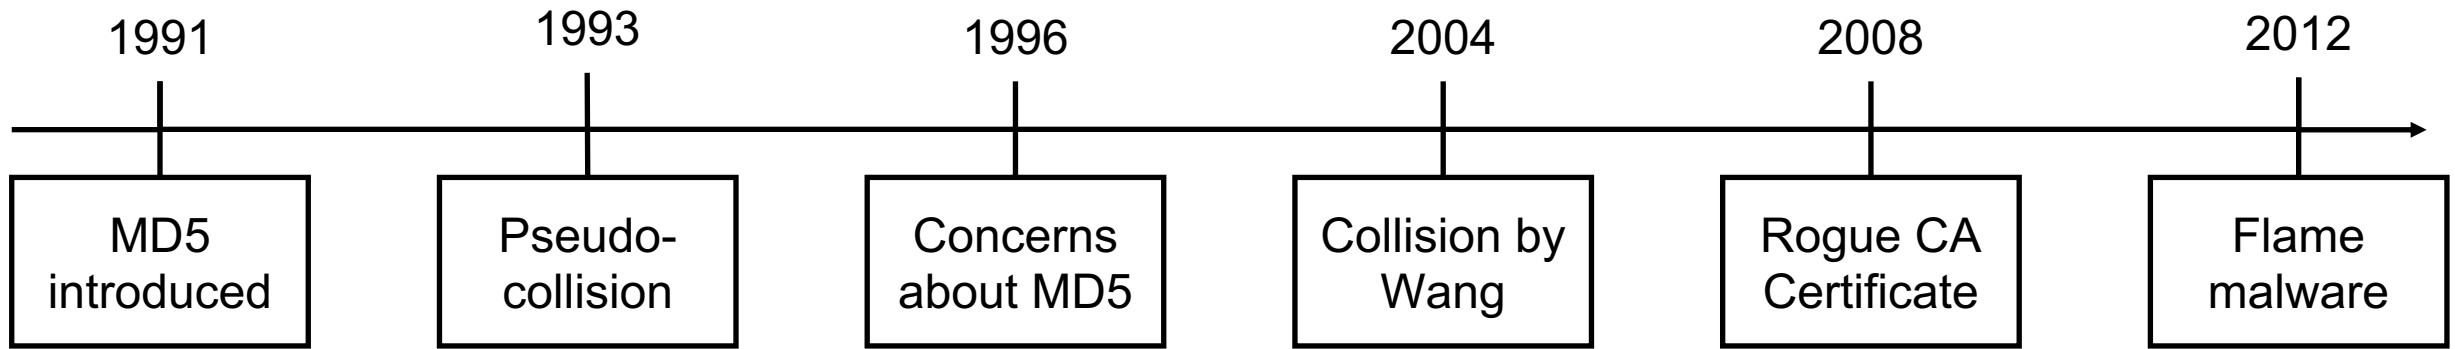 1991
1993
1996
2004
2008
2012
MD5
introduced
Pseudo-
collision
Concerns
about MD5
Collision by
Wang
Rogue CA
Certificate
Flame
malware